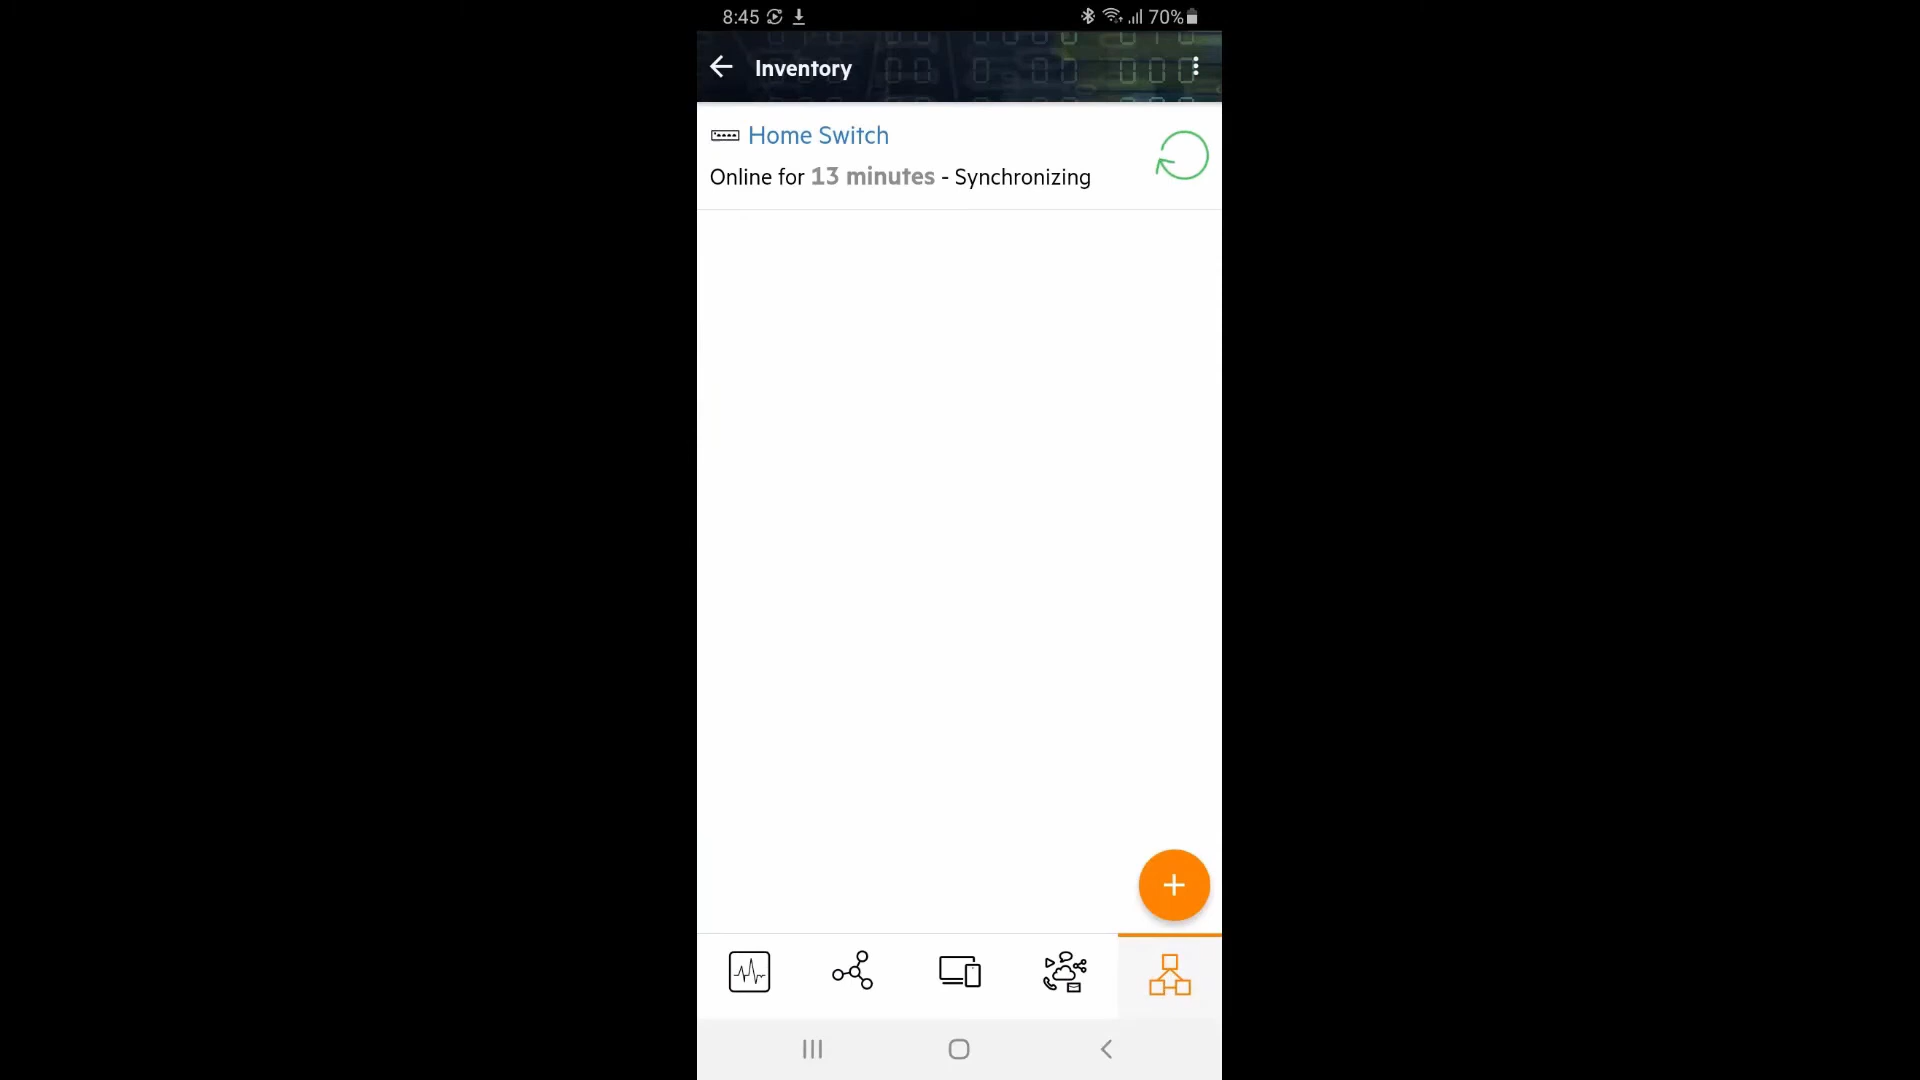 8:45 70%
Inventory
Home Switch
Online for 13 minutes - Synchronizing